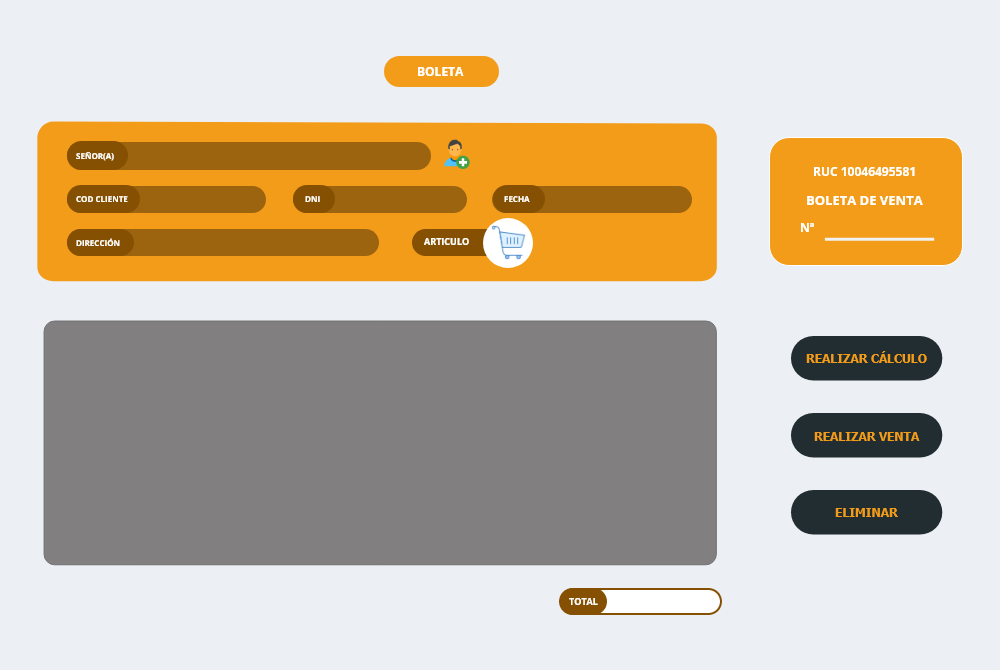 BOLETA
SEÑOR(A)
COD CLIENTE
DNI
FECHA
DIRECCIÓN
ARTICULO
RUC 10046495581
BOLETA DE VENTA
Nª
REALIZAR CÁLCULO
REALIZAR VENTA
ELIMINAR
TOTAL